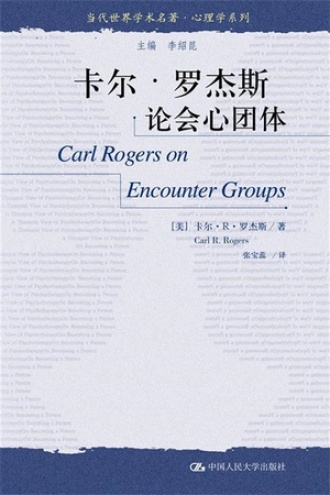 当代世界学术名著·心理学系列
主编 李绍昆
卡尔·罗杰斯
论会心团体
Carl Rogers on
Encounter Groups
[美] 卡尔·R·罗杰斯/著
Carl R. Rogers
张宝蕊/译
中国人民大学出版社